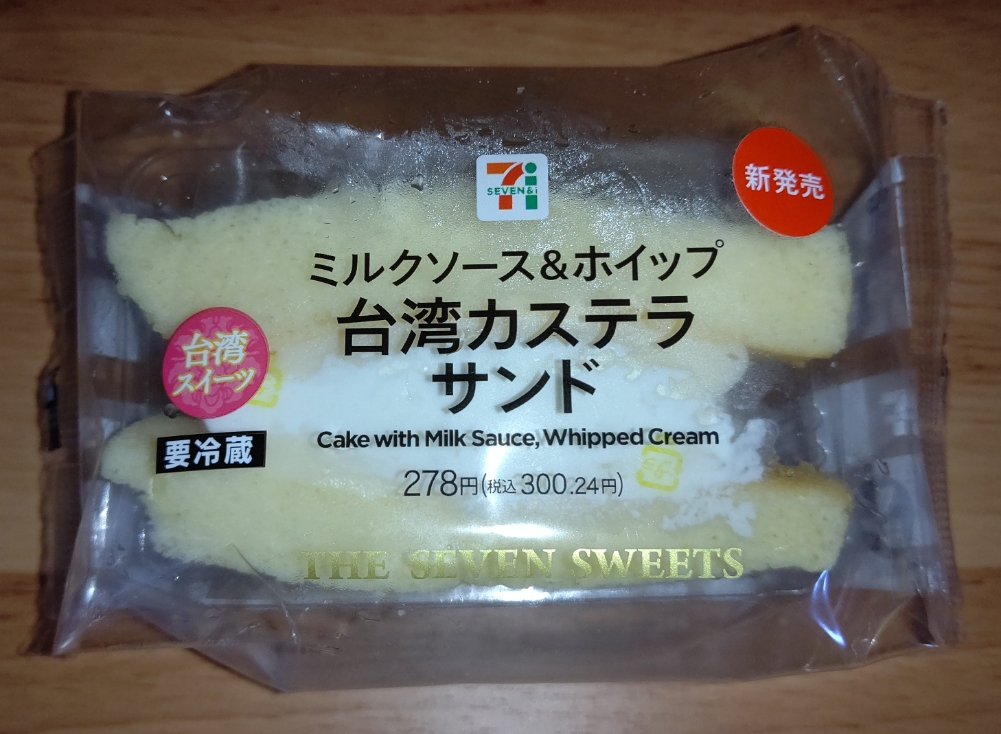 SEVEN&i
新発売
ミルクソース&ホイップ
台湾カステラ
サンド
台湾
スイーツ
要冷蔵
Cake with Milk Sauce, Whipped Cream
278円(税込300.24円)
THE SEVEN SWEETS